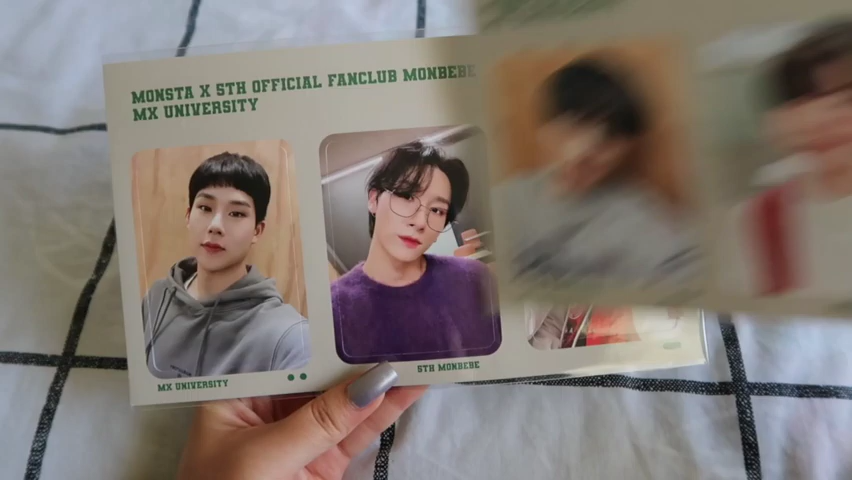 MONSTA X 5TH OFFICIAL FANCLUB MONBEBE
MX UNIVERSITY
MX UNIVERSITY
5TH MONBEBE